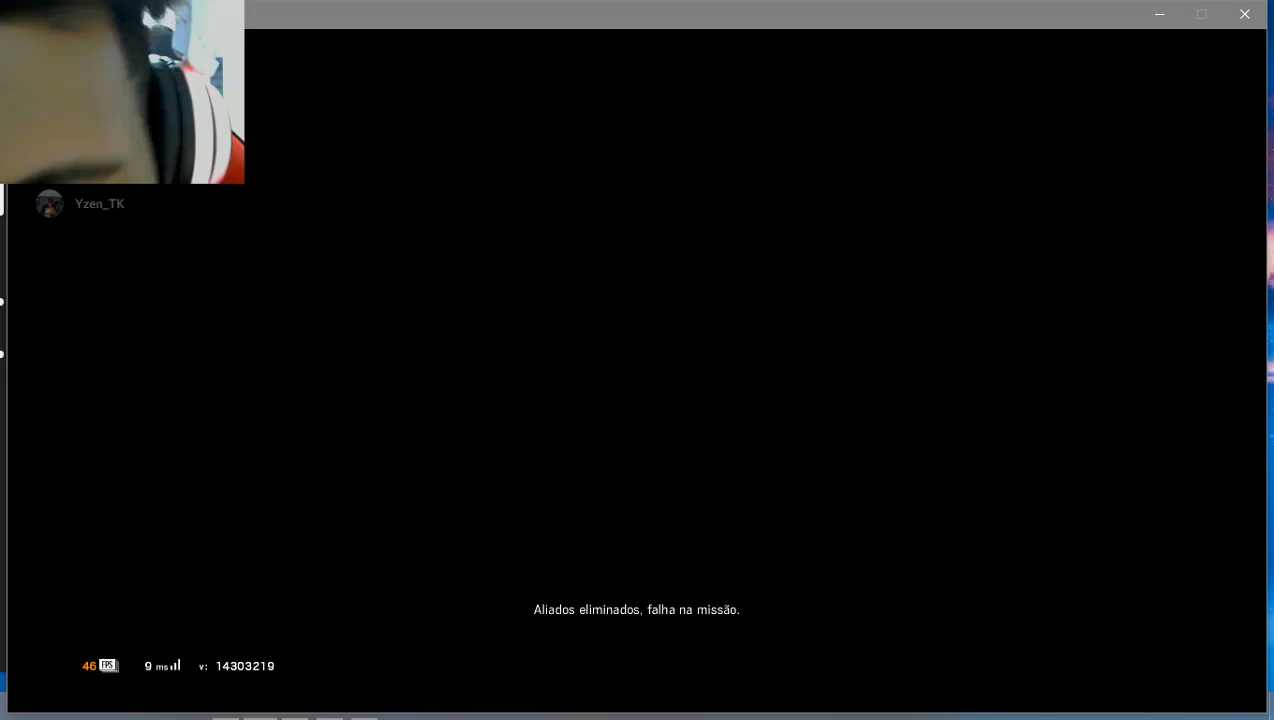 Yzen_TK
Aliados eliminados, falha na missão.
46 FPS 9 ms v: 14303219